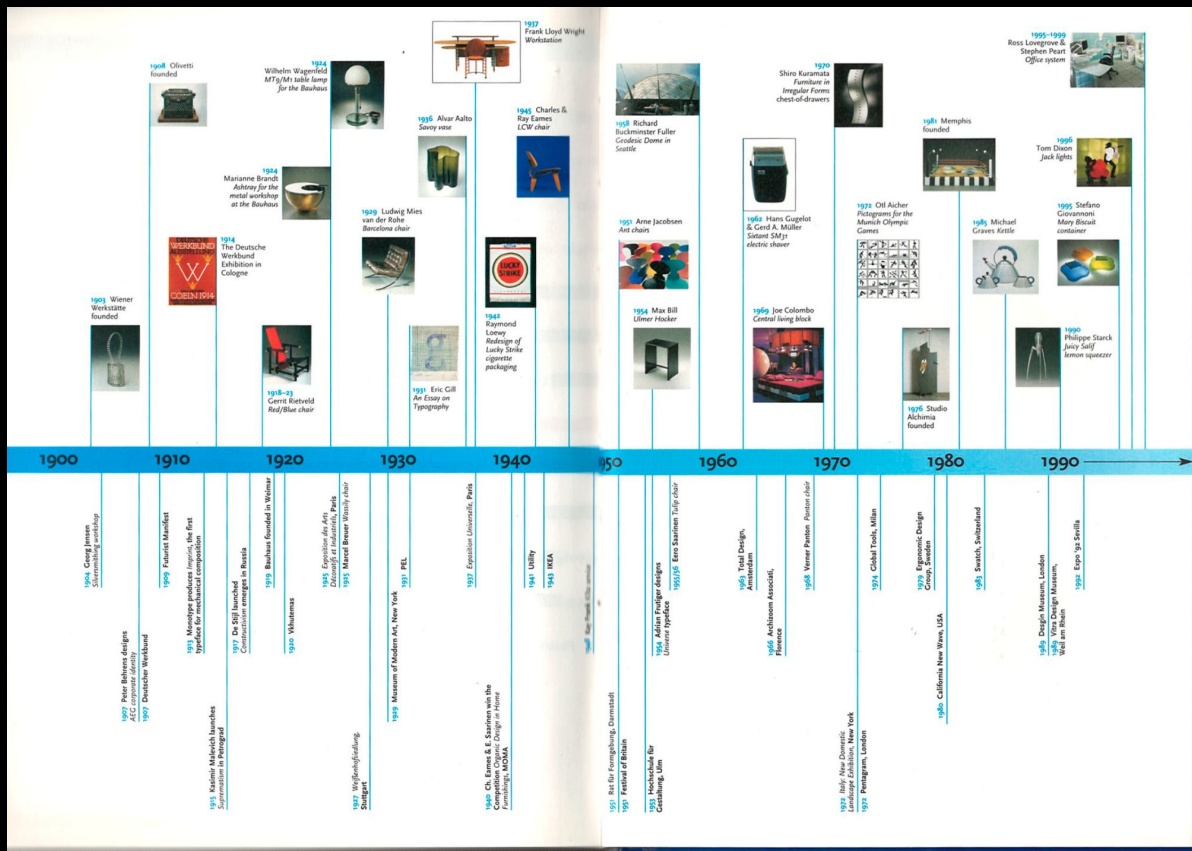 1908 Olivetti
founded
1924
Wilhelm Wagenfeld
MT9/M1 table lamp
for the Bauhaus
1937
Frank Lloyd Wright
Workstation
1936 Alvar Aalto
Savoy vase
1945 Charles &
Ray Eames
LCW chair
1924
Marianne Brandt
Ashtray for the
metal workshop
at the Bauhaus
1929 Ludwig Mies
van der Rohe
Barcelona chair
WERKBUND
COELN 1914
1914
The Deutsche
Werkbund
Exhibition in
Cologne
LUCKY
STRIKE
1903 Wiener
Werkstätte
founded
1942
Raymond
Loewy
Redesign of
Lucky Strike
cigarette
packaging
1918–23
Gerrit Rietveld
Red/Blue chair
g
1931 Eric Gill
An Essay on
Typography
1995–1999
Ross Lovegrove &
Stephen Peart
Office system
1970
Shiro Kuramata
Furniture in
Irregular Forms
chest-of-drawers
1958 Richard
Buckminster Fuller
Geodesic Dome in
Seattle
1981 Memphis
founded
1996
Tom Dixon
Jack lights
1951 Arne Jacobsen
Ant chairs
1962 Hans Gugelot
& Gerd A. Müller
Sixtant SM31
electric shaver
1972 Otl Aicher
Pictograms for the
Munich Olympic
Games
1985 Michael
Graves Kettle
1995 Stefano
Giovannoni
Mary Biscuit
container
1954 Max Bill
Ulmer Hocker
1969 Joe Colombo
Central living block
1990
Philippe Starck
Juicy Salif
lemon squeezer
1976 Studio
Alchimia
founded
1900 1910 1920 1930 1940 950 1960 1970 1980 1990
1904 Georg Jensen
Silversmithing workshop
1907 Peter Behrens designs
AEG corporate identity
1907 Deutscher Werkbund
1909 Futurist Manifest
1913 Monotype produces Imprint, the first
typeface for mechanical composition
1915 Kasimir Malevich launches
Suprematism in Petrograd
1917 De Stijl launched
Constructivism emerges in Russia
1919 Bauhaus founded in Weimar
1920 Vkhutemas
1925 Exposition des Arts
Décoratifs et Industriels, Paris
1925 Marcel Breuer Wassily chair
1927 Weißenhofsiedlung,
Stuttgart
1929 Museum of Modern Art, New York
1931 PEL
1937 Exposition Universelle, Paris
1940 Ch. Eames & E. Saarinen win the
Competition Organic Design in Home
Furnishings, MOMA
1941 Utility
1943 IKEA
1951 Rat für Formgebung, Darmstadt
1951 Festival of Britain
1953 Hochschule für
Gestaltung, Ulm
1954 Adrian Frutiger designs
Universe typeface
1955/56 Eero Saarinen Tulip chair
1963 Total Design,
Amsterdam
1966 Archizoom Associati,
Florence
1968 Verner Panton Panton chair
1972 Italy: New Domestic
Landscape Exhibition, New York
1972 Pentagram, London
1974 Global Tools, Milan
1979 Ergonomic Design
Group, Sweden
1980 California New Wave, USA
1983 Swatch, Switzerland
1989 Desgin Museum, London
1989 Vitra Design Museum,
Weil am Rhein
1992 Expo '92 Sevilla